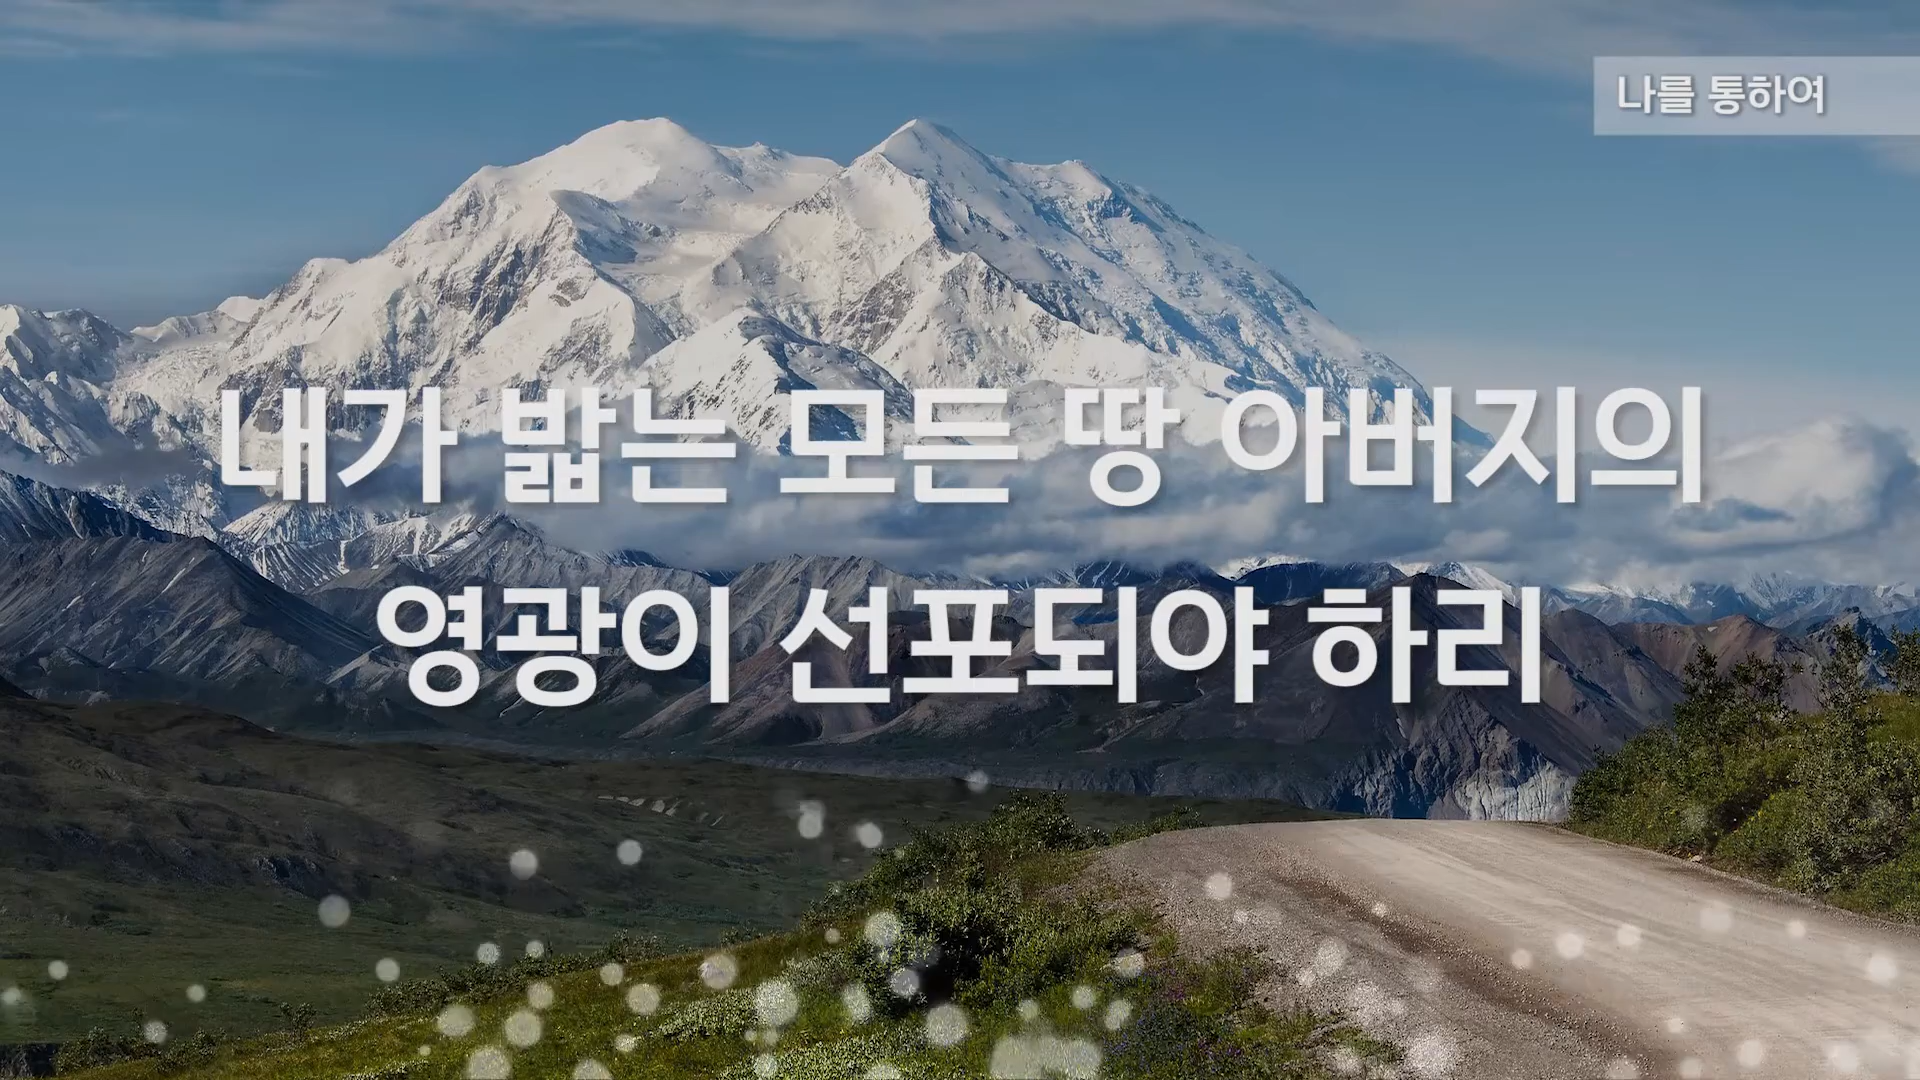 나를 통하여
내가 밟는 모든 땅 아버지의
영광이 선포되야 하리